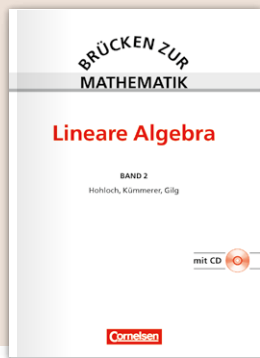 BRÜCKEN ZUR
MATHEMATIK
Lineare Algebra
BAND 2
Hohloch, Kümmerer, Gilg
mit CD
Cornelsen